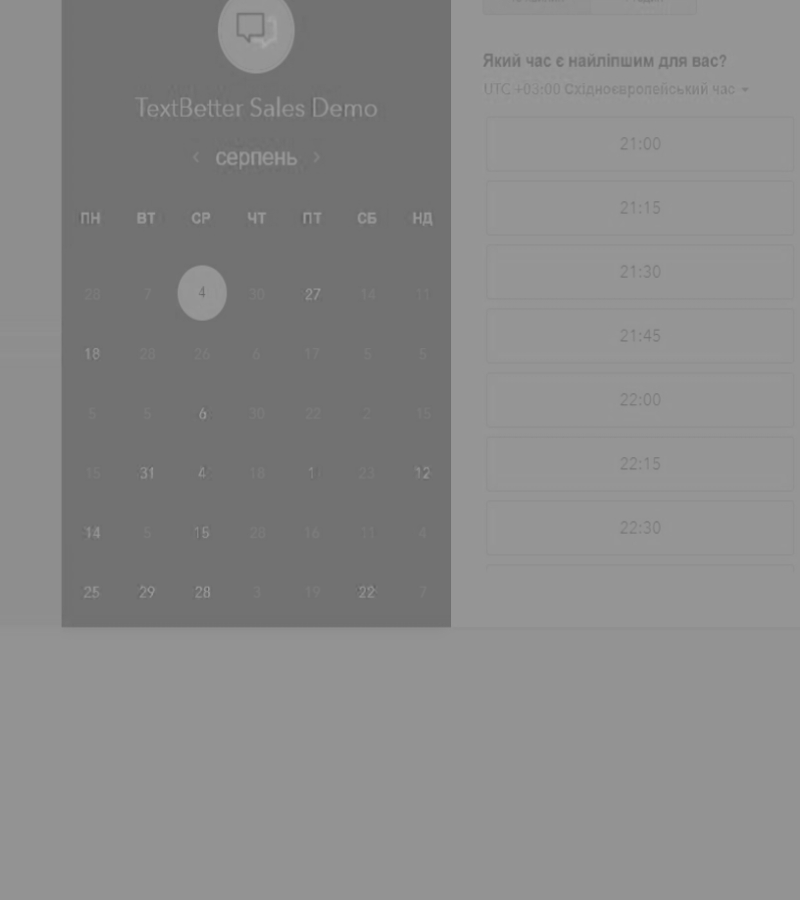 TextBetter Sales Demo
серпень
ПН ВТ СР ЧТ ПТ СБ НД
28 7 4 30 27 14 11
18 28 26 6 17 5 5
5 5 6 30 22 2 15
15 31 4 18 1 23 12
14 5 15 28 16 31 4
25 29 28 3 19 22 7
Який час є найліпшим для вас?
UTC +03:00 Східноєвропейський час
21:00
21:15
21:30
21:45
22:00
22:15
22:30